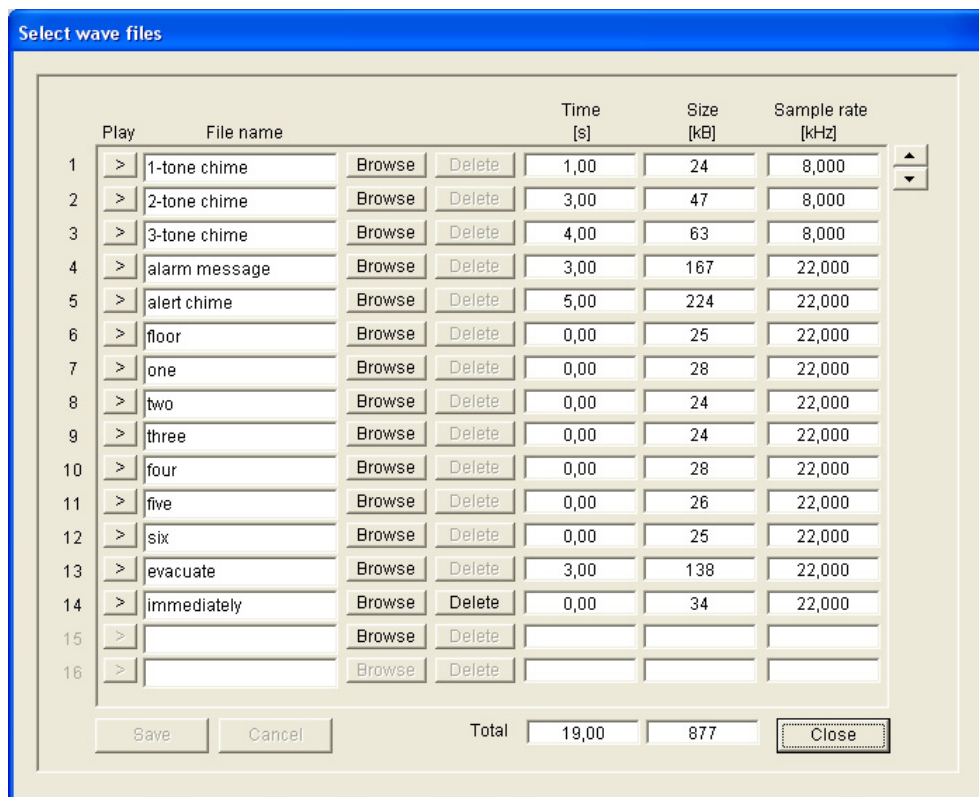 Select wave files
Time Size Sample rate
Play File name [s] [kB] [kHz]
1 > 1-tone chime Browse Delete 1,00 24 8,000
2 > 2-tone chime Browse Delete 3,00 47 8,000
3 > 3-tone chime Browse Delete 4,00 63 8,000
4 > alarm message Browse Delete 3,00 167 22,000
5 > alert chime Browse Delete 5,00 224 22,000
6 > floor Browse Delete 0,00 25 22,000
7 > one Browse Delete 0,00 28 22,000
8 > two Browse Delete 0,00 24 22,000
9 > three Browse Delete 0,00 24 22,000
10 > four Browse Delete 0,00 28 22,000
11 > five Browse Delete 0,00 26 22,000
12 > six Browse Delete 0,00 25 22,000
13 > evacuate Browse Delete 3,00 138 22,000
14 > immediately Browse Delete 0,00 34 22,000
15 > Browse Delete
16 > Browse Delete
Save Cancel Total 19,00 877 Close